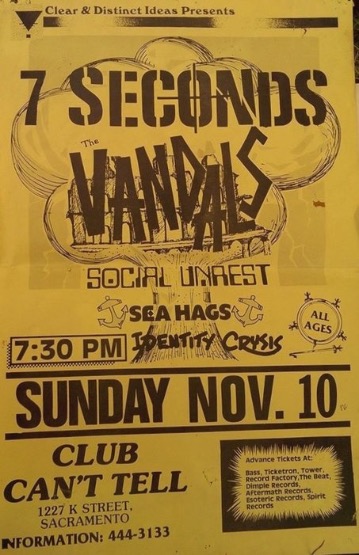 Clear & Distinct Ideas Presents
7 SECONDS
The
VANDALS
SOCIAL UNREST
SEA HAGS
ALL
AGES
7:30 PM
IDENTITY CRYSIS
SUNDAY NOV. 10
CLUB
CAN'T TELL
1227 K STREET,
SACRAMENTO
INFORMATION: 444-3133
Advance Tickets At:
Bass, Ticketron, Tower,
Record Factory, The Beat,
Dimple Records,
Aftermath Records,
Esoteric Records, Spirit
Records